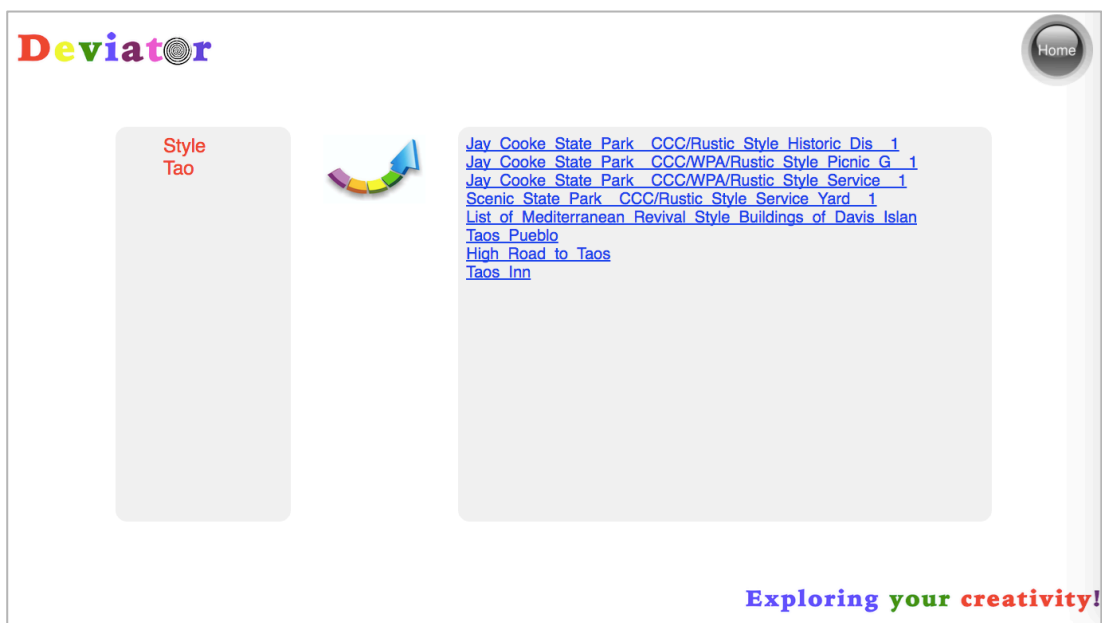 Deviator
Home
Style
Tao
Jay Cooke State Park CCC/Rustic Style Historic Dis 1
Jay Cooke State Park CCC/WPA/Rustic Style Picnic G 1
Jay Cooke State Park CCC/WPA/Rustic Style Service 1
Scenic State Park CCC/Rustic Style Service Yard 1
List of Mediterranean Revival Style Buildings of Davis Islan
Taos Pueblo
High Road to Taos
Taos Inn
Exploring your creativity!